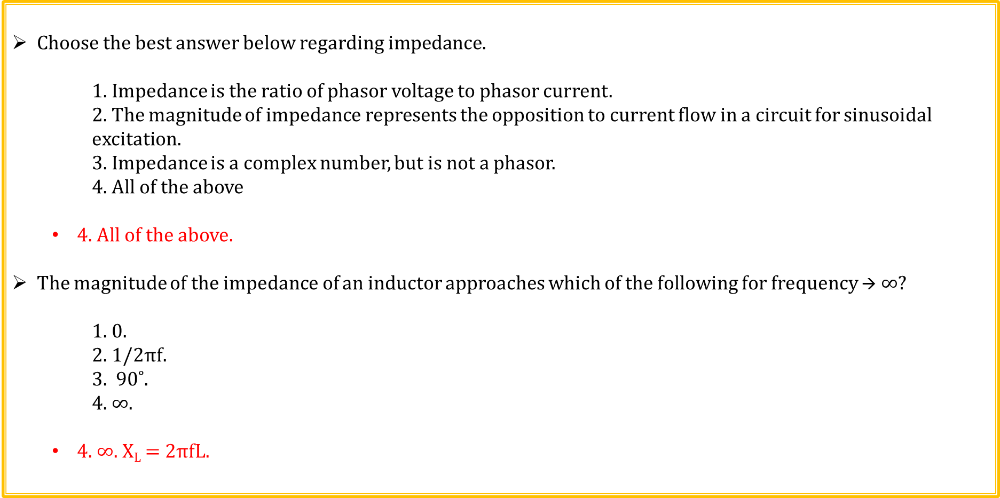 ➢ Choose the best answer below regarding impedance.
1. Impedance is the ratio of phasor voltage to phasor current.
2. The magnitude of impedance represents the opposition to current flow in a circuit for sinusoidal
excitation.
3. Impedance is a complex number, but is not a phasor.
4. All of the above
• 4. All of the above.
➢ The magnitude of the impedance of an inductor approaches which of the following for frequency → ∞?
1. 0.
2. 1/2πf.
3. 90°.
4. ∞.
• 4. ∞. X_L = 2πfL.